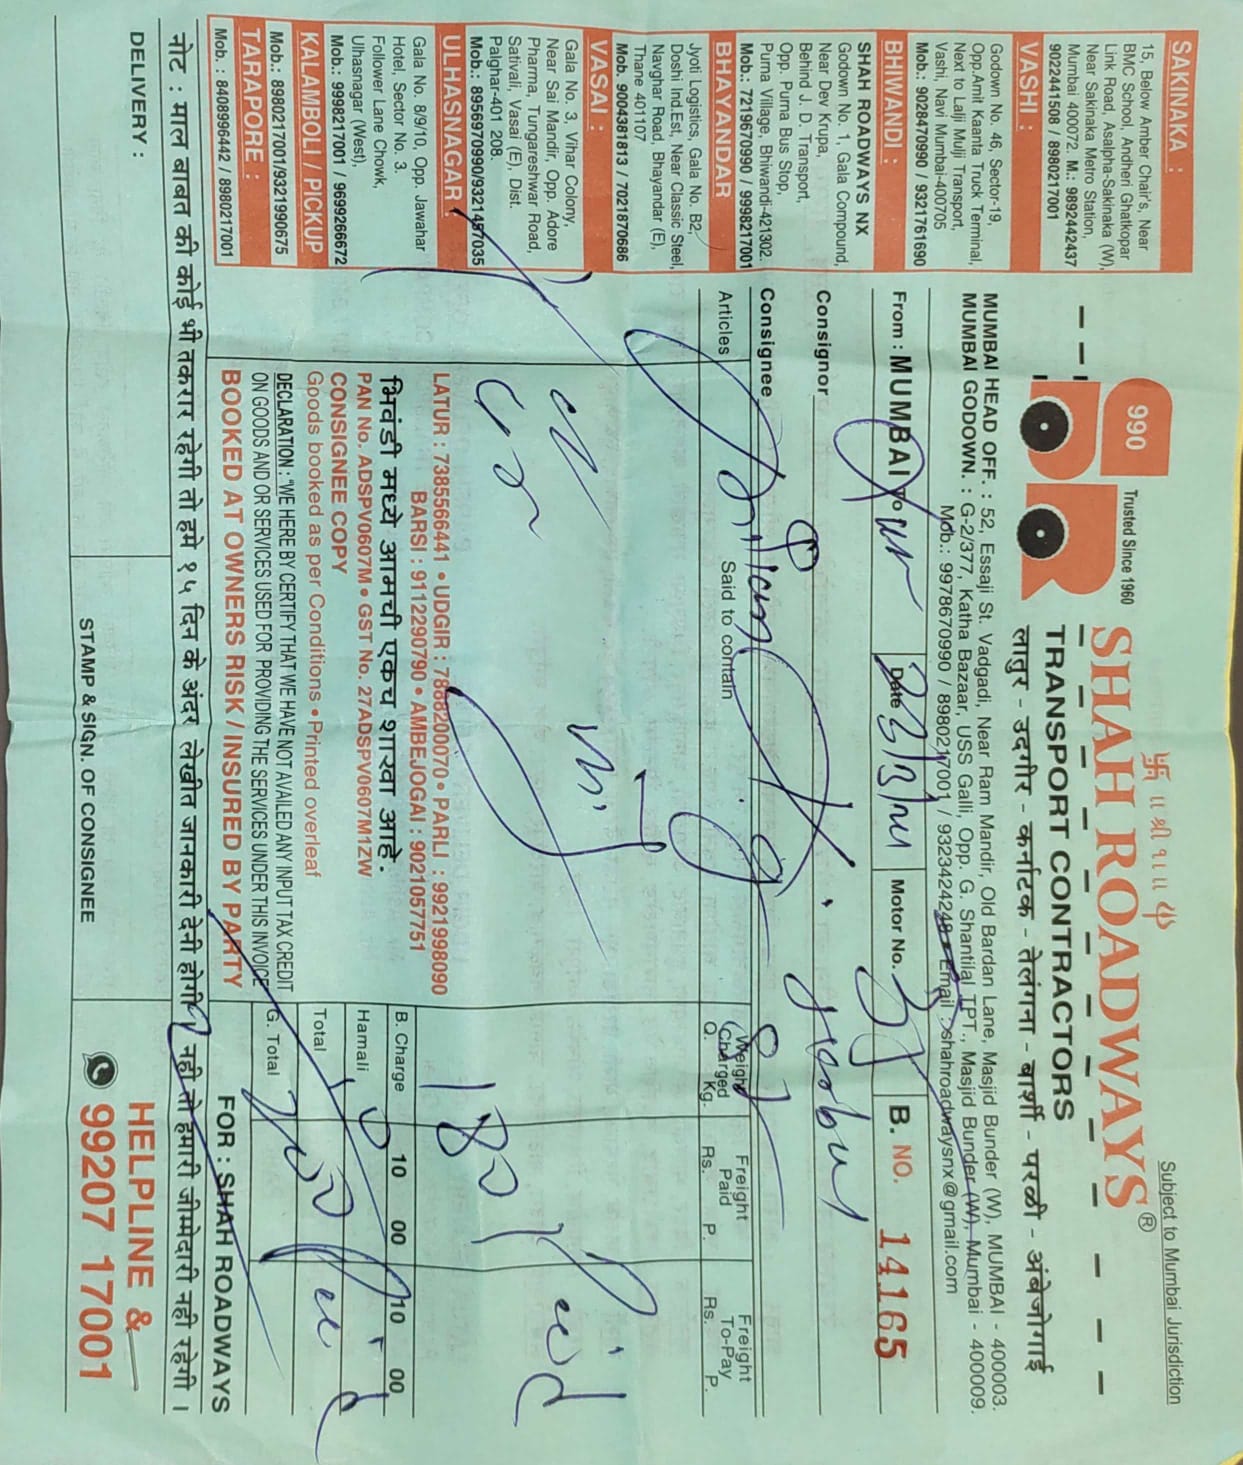 Subject to Mumbai Jurisdiction
990
Trusted Since 1960
SHAH ROADWAYS ®
TRANSPORT CONTRACTORS
लातुर - उदगीर - कर्नाटक - तेलंगना - बार्शी - परळी - अंबेजोगाई
MUMBAI HEAD OFF. : 52, Essaji St. Vadgadi, Near Ram Mandir, Old Bardan Lane, Masjid Bunder (W), MUMBAI - 400003.
MUMBAI GODOWN. : G-2/377, Katha Bazaar, USS Galli, Opp. G. Shantilal TPT., Masjid Bunder (W), Mumbai - 400009.
Mob.: 9978670990 / 8980217001 / 9323424248 • Email : shahroadwaysnx@gmail.com
SAKINAKA :
15, Below Amber Chair's, Near
BMC School, Andheri Ghatkopar
Link Road, Asalpha-Sakinaka (W),
Near Sakinaka Metro Station,
Mumbai 400072. M.: 9892442437
9022441508 / 8980217001
VASHI :
Godown No. 46, Sector-19,
Opp.Amit Kaanta Truck Terminal,
Next to Lalji Mulji Transport,
Vashi, Navi Mumbai-400705
Mob.: 9028470990 / 9321761690
BHIWANDI :
SHAH ROADWAYS NX
Godown No. 1, Gala Compound,
Near Dev Krupa,
Behind J. D. Transport,
Opp. Purna Bus Stop,
Purna Village, Bhiwandi-421302.
Mob.: 7219670990 / 9998217001
BHAYANDAR
Jyoti Logistics, Gala No. B2,
Doshi Ind.Est, Near Classic Steel,
Navghar Road, Bhayandar (E),
Thane 401107
Mob. 9004381813 / 7021870686
VASAI :
Gala No. 3, Vihar Colony,
Near Sai Mandir, Opp. Adore
Pharma, Tungareshwar Road,
Sativali, Vasai (E), Dist.
Palghar-401 208.
Mob.: 8956970990/9321457035
ULHASNAGAR :
Gala No. 8/9/10, Opp. Jawahar
Hotel, Sector No. 3,
Follower Lane Chowk,
Ulhasnagar (West),
Mob.: 9998217001 / 9699266672
KALAMBOLI / PICKUP
Mob.: 8980217001/9321990675
TARAPORE :
Mob. : 8408996442 / 8980217001
From : MUMBAI To
Date
Motor No.
B. NO. 14165
Consignor
Consignee
Articles
Said to contain
Weight
Charged
Q. Kg.
Freight
Paid
Rs. P.
Freight
To-Pay
Rs. P.
180
LATUR : 7385566441 • UDGIR : 7888200070 • PARLI : 9921998090
BARSI : 9112290790 • AMBEJOGAI : 9021057751
भिवंडी मध्ये आमची एकच शाखा आहे.
PAN No. ADSPV0607M • GST No. 27ADSPV0607M1ZW
CONSIGNEE COPY
Goods booked as per Conditions • Printed overleaf
DECLARATION : "WE HERE BY CERTIFY THAT WE HAVE NOT AVAILED ANY INPUT TAX CREDIT
ON GOODS AND OR SERVICES USED FOR PROVIDING THE SERVICES UNDER THIS INVOICE
BOOKED AT OWNERS RISK / INSURED BY PARTY
B. Charge 10 00 10 00
Hamali
Total
G. Total
FOR : SHAH ROADWAYS
नोट : माल बाबत की कोई भी तकरार रहेगी तो हमे १५ दिन के अंदर लेखीत जानकारी देनी होगी नही तो हमारी जीम्मेदारी नही रहेगी ।
DELIVERY :
STAMP & SIGN. OF CONSIGNEE
HELPLINE &
99207 17001